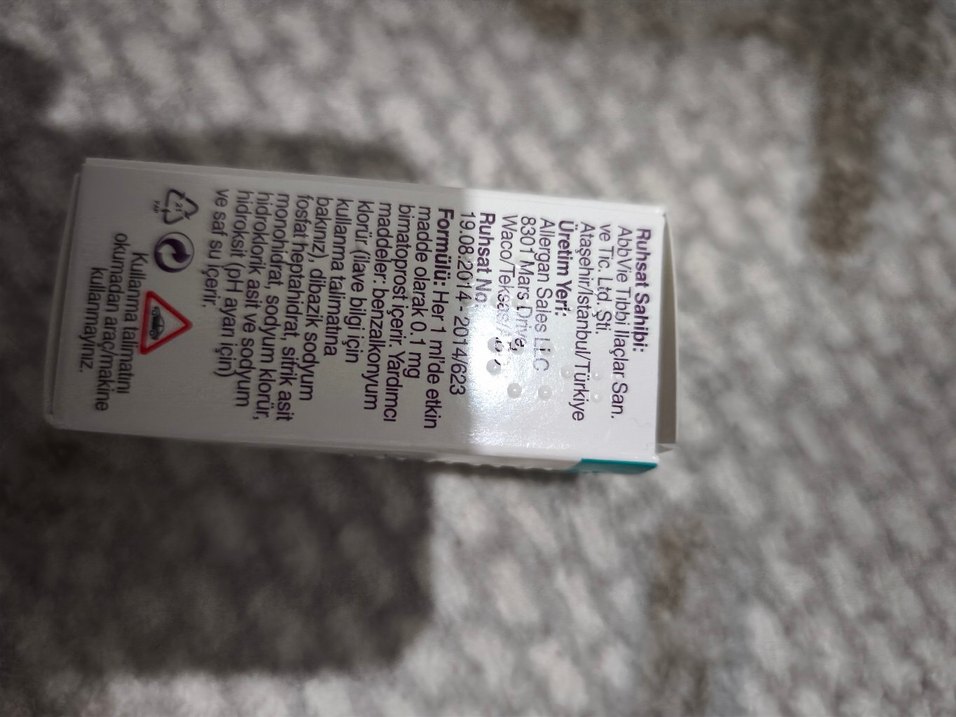 Ruhsat Sahibi:
AbbVie Tıbbi İlaçlar San.
ve Tic. Ltd. Şti.
Ataşehir/İstanbul/Türkiye
Üretim Yeri:
Allergan Sales LLC
8301 Mars Drive,
Waco/Teksas/
Ruhsat No:
19.08.2014 - 2014/623
Formülü: Her 1 ml'de etkin
madde olarak 0.1 mg
bimatoprost içerir. Yardımcı
maddeler: benzalkonyum
klorür (ilave bilgi için
kullanma talimatına
bakınız), dibazik sodyum
fosfat heptahidrat, sitrik asit
monohidrat, sodyum klorür,
hidroklorik asit ve sodyum
hidroksit (pH ayarı için)
ve saf su içerir.
PAP
Kullanma talimatını
okumadan araç/makine
kullanmayınız.